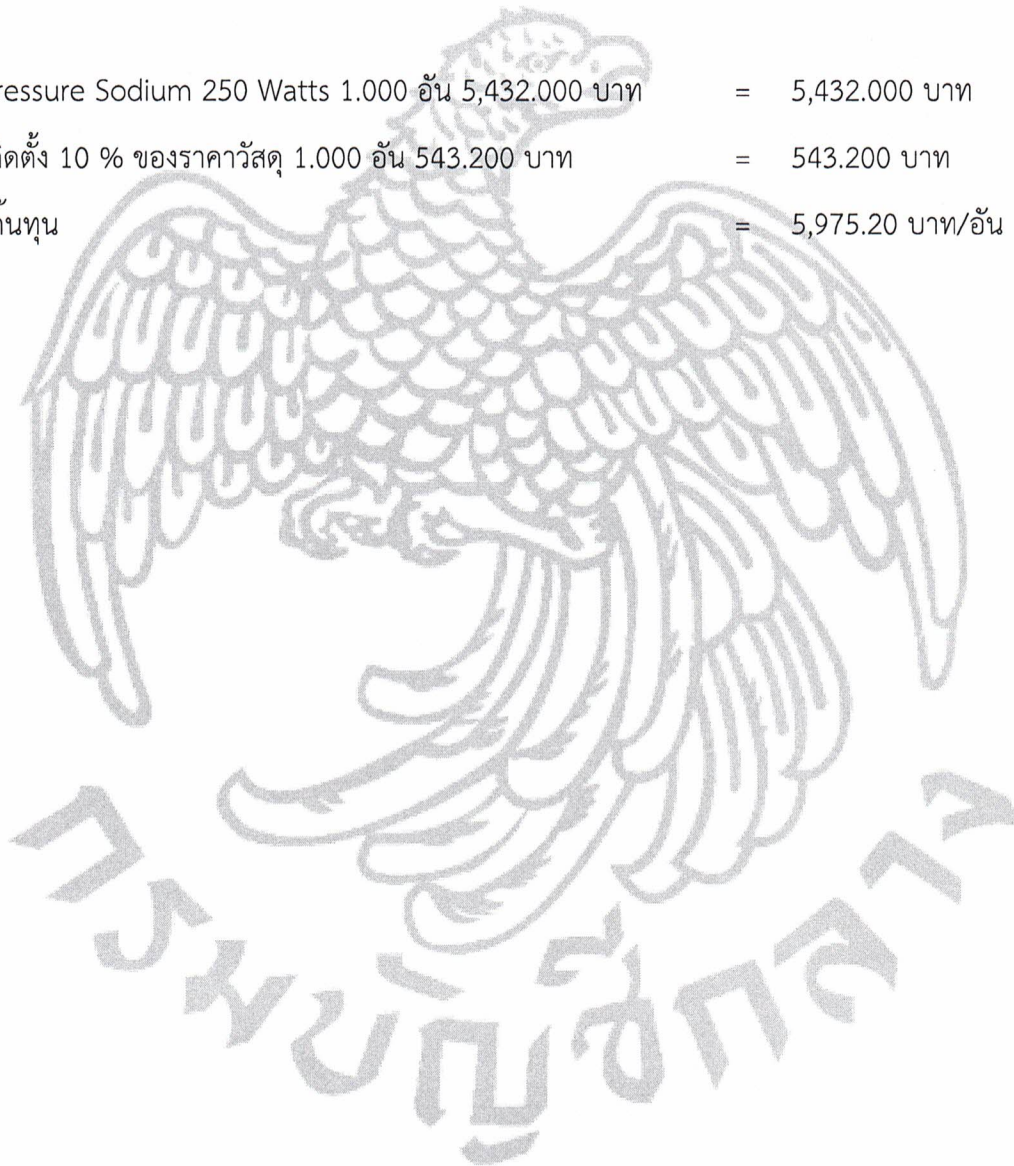 ressure Sodium 250 Watts 1.000 อัน 5,432.000 บาท = 5,432.000 บาท
ติดตั้ง 10 % ของราคาวัสดุ 1.000 อัน 543.200 บาท = 543.200 บาท
ต้นทุน = 5,975.20 บาท/อัน
กรมบัญชีกลาง